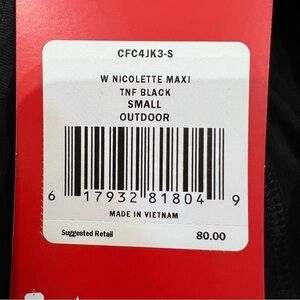 CFC4JK3-S
W NICOLETTE MAXI
TNF BLACK
SMALL
OUTDOOR
6 17932 81804 9
MADE IN VIETNAM
Suggested Retail 80.00